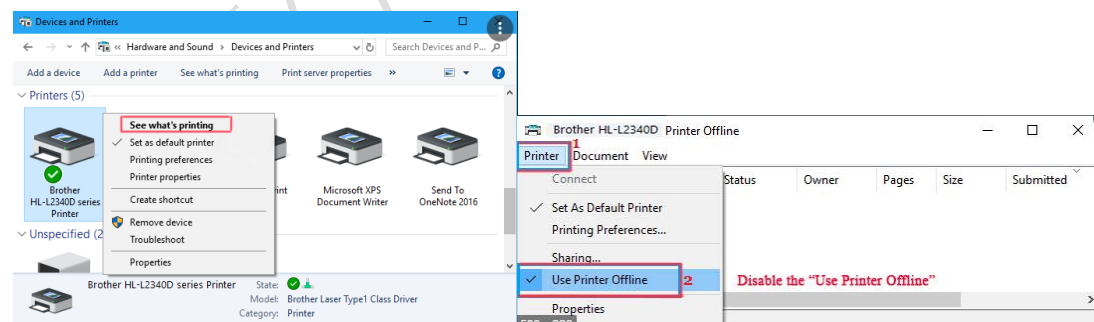 Devices and Printers
« Hardware and Sound › Devices and Printers
Search Devices and P...
Add a device Add a printer See what's printing Print server properties »
Printers (5)
See what's printing
Set as default printer
Printing preferences
Printer properties
Create shortcut
Remove device
Troubleshoot
Properties
Brother
HL-L2340D series
Printer
Microsoft XPS
Document Writer
Send To
OneNote 2016
Unspecified (2
Brother HL-L2340D series Printer
State:
Model: Brother Laser Type1 Class Driver
Category: Printer
Brother HL-L2340D Printer Offline
1
Printer Document View
Connect
Set As Default Printer
Printing Preferences...
Sharing...
Use Printer Offline 2
Properties
Status Owner Pages Size Submitted
Disable the “Use Printer Offline”